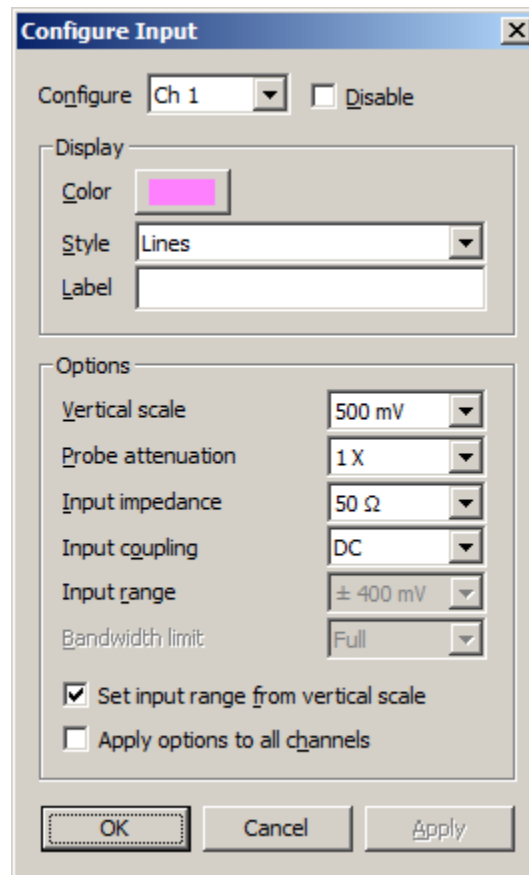 Configure Input
Configure Ch 1 Disable
Display
Color
Style Lines
Label
Options
Vertical scale 500 mV
Probe attenuation 1 X
Input impedance 50 Ω
Input coupling DC
Input range ± 400 mV
Bandwidth limit Full
Set input range from vertical scale
Apply options to all channels
OK Cancel Apply